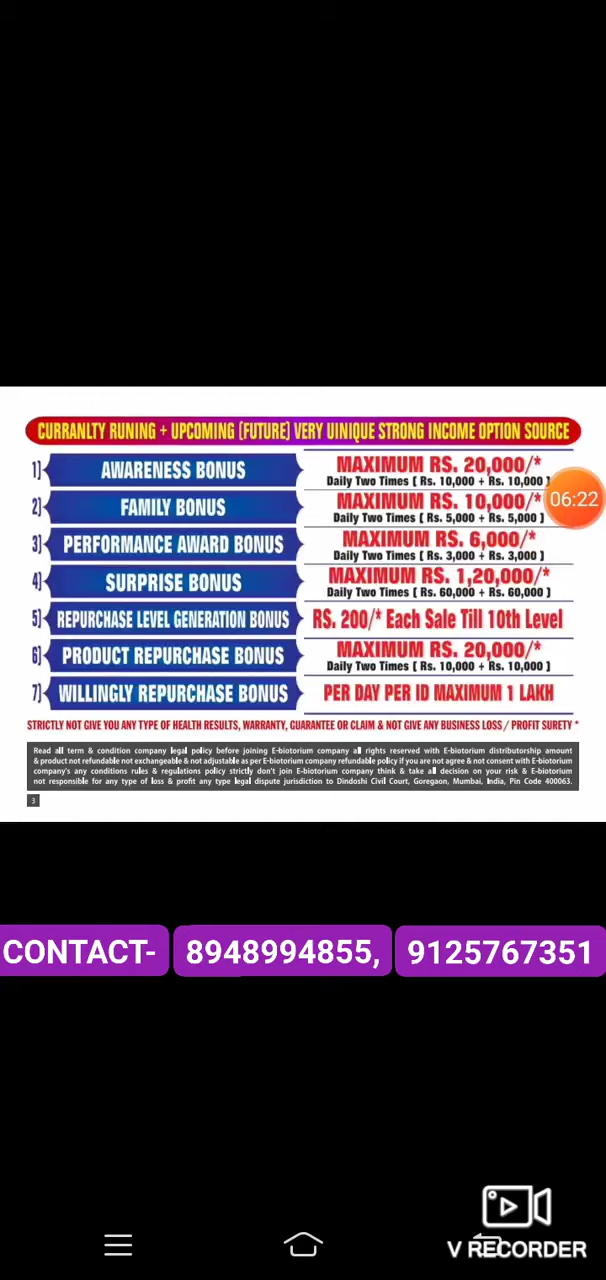 CURRANLTY RUNING + UPCOMING (FUTURE) VERY UINIQUE STRONG INCOME OPTION SOURCE
1] AWARENESS BONUS MAXIMUM RS. 20,000/*
Daily Two Times [ Rs. 10,000 + Rs. 10,000 ]
2] FAMILY BONUS MAXIMUM RS. 10,000/*
Daily Two Times [ Rs. 5,000 + Rs. 5,000 ]
06:22
3] PERFORMANCE AWARD BONUS MAXIMUM RS. 6,000/*
Daily Two Times [ Rs. 3,000 + Rs. 3,000 ]
4] SURPRISE BONUS MAXIMUM RS. 1,20,000/*
Daily Two Times [ Rs. 60,000 + Rs. 60,000 ]
5] REPURCHASE LEVEL GENERATION BONUS RS. 200/* Each Sale Till 10th Level
6] PRODUCT REPURCHASE BONUS MAXIMUM RS. 20,000/*
Daily Two Times [ Rs. 10,000 + Rs. 10,000 ]
7] WILLINGLY REPURCHASE BONUS PER DAY PER ID MAXIMUM 1 LAKH
STRICTLY NOT GIVE YOU ANY TYPE OF HEALTH RESULTS, WARRANTY, GUARANTEE OR CLAIM & NOT GIVE ANY BUSINESS LOSS / PROFIT SURETY *
Read all term & condition company legal policy before joining E-biotorium company all rights reserved with E-biotorium distributorship amount
& product not refundable not exchangeable & not adjustable as per E-biotorium company refundable policy if you are not agree & not consent with E-biotorium
company's any conditions rules & regulations policy strictly don't join E-biotorium company think & take all decision on your risk & E-biotorium
not responsible for any type of loss & profit any type legal dispute jurisdiction to Dindoshi Civil Court, Goregaon, Mumbai, India, Pin Code 400063.
3
CONTACT- 8948994855, 9125767351
V RECORDER